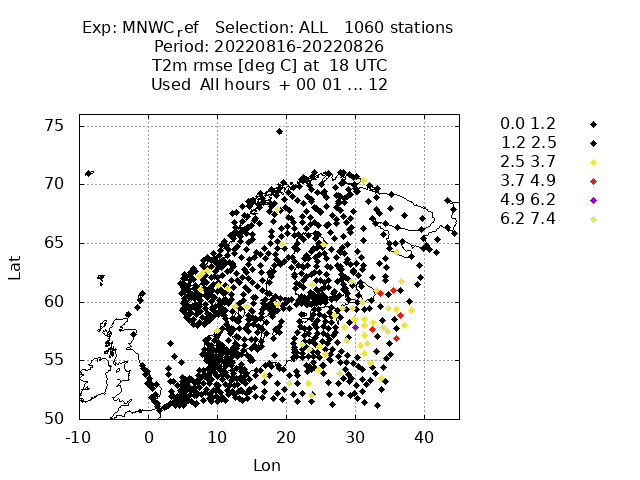 Exp: MNWC_ref   Selection: ALL   1060 stations
Period: 20220816-20220826
T2m rmse [deg C] at  18 UTC
Used  All hours  + 00 01 ... 12
0.0 1.2
1.2 2.5
2.5 3.7
3.7 4.9
4.9 6.2
6.2 7.4
75
70
65
60
55
50
Lat
-10 0 10 20 30 40
Lon